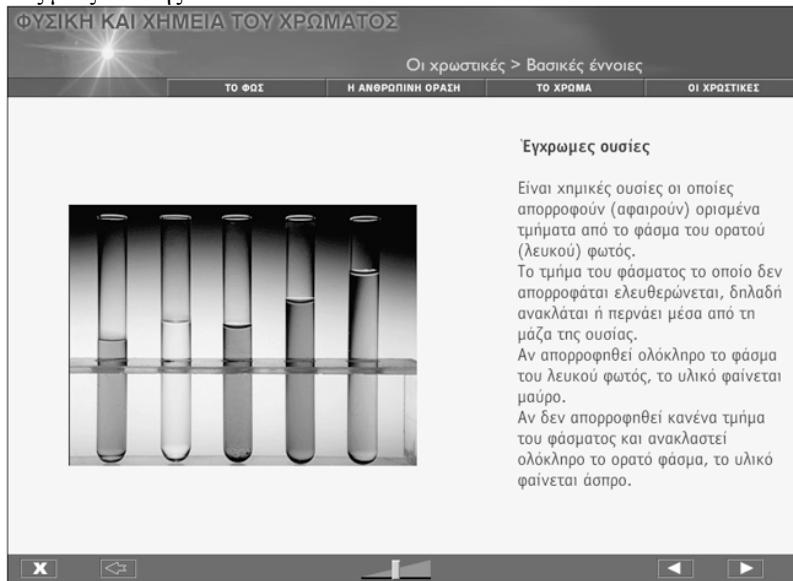 ΦΥΣΙΚΗ ΚΑΙ ΧΗΜΕΙΑ ΤΟΥ ΧΡΩΜΑΤΟΣ
Οι χρωστικές > Βασικές έννοιες
ΤΟ ΦΩΣ Η ΑΝΘΡΩΠΙΝΗ ΟΡΑΣΗ ΤΟ ΧΡΩΜΑ ΟΙ ΧΡΩΣΤΙΚΕΣ
Έγχρωμες ουσίες
Είναι χημικές ουσίες οι οποίες
απορροφούν (αφαιρούν) ορισμένα
τμήματα από το φάσμα του ορατού
(λευκού) φωτός.
Το τμήμα του φάσματος το οποίο δεν
απορροφάται ελευθερώνεται, δηλαδή
ανακλάται ή περνάει μέσα από τη
μάζα της ουσίας.
Αν απορροφηθεί ολόκληρο το φάσμα
του λευκού φωτός, το υλικό φαίνεται
μαύρο.
Αν δεν απορροφηθεί κανένα τμήμα
του φάσματος και ανακλαστεί
ολόκληρο το ορατό φάσμα, το υλικό
φαίνεται άσπρο.
X